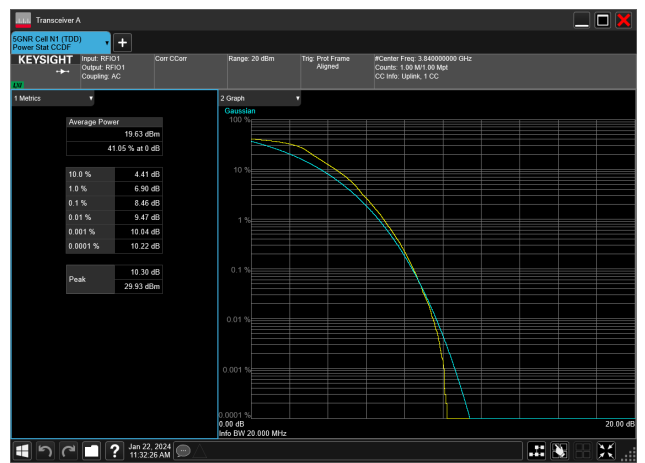 Transceiver A
5GNR Cell N1 (TDD)
Power Stat CCDF
KEYSIGHT
Input: RFIO1
Output: RFIO1
Coupling: AC
Corr CCorr
Range: 20 dBm
Trig: Prot Frame
Aligned
#Center Freq: 3.840000000 GHz
Counts: 1.00 M/1.00 Mpt
CC Info: Uplink, 1 CC
LV
1 Metrics
Average Power
19.63 dBm
41.05 % at 0 dB
10.0 % 4.41 dB
1.0 % 6.90 dB
0.1 % 8.46 dB
0.01 % 9.47 dB
0.001 % 10.04 dB
0.0001 % 10.22 dB
Peak
10.30 dB
29.93 dBm
2 Graph
Gaussian
100 %
10 %
1 %
0.1 %
0.01 %
0.001 %
0.0001 %
0.00 dB
20.00 dB
Info BW 20.000 MHz
Jan 22, 2024
11:32:26 AM